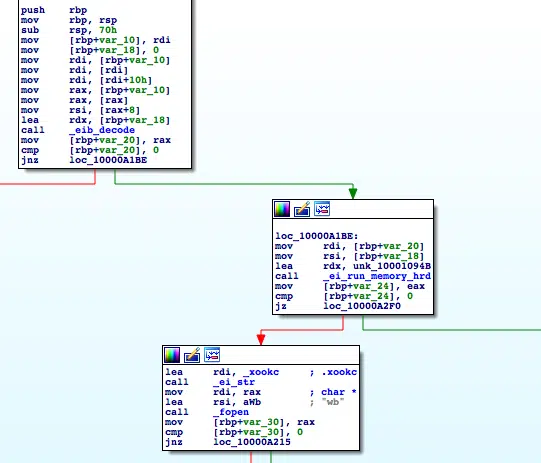 push rbp
mov rbp, rsp
sub rsp, 70h
mov [rbp+var_10], rdi
mov [rbp+var_18], 0
mov rdi, [rbp+var_10]
mov rdi, [rdi]
mov rdi, [rdi+10h]
mov rax, [rbp+var_10]
mov rax, [rax]
mov rsi, [rax+8]
lea rdx, [rbp+var_18]
call _eib_decode
mov [rbp+var_20], rax
cmp [rbp+var_20], 0
jnz loc_10000A1BE
loc_10000A1BE:
mov rdi, [rbp+var_20]
mov rsi, [rbp+var_18]
lea rdx, unk_10001094B
call _ei_run_memory_hrd
mov [rbp+var_24], eax
cmp [rbp+var_24], 0
jz loc_10000A2F0
lea rdi, _xookc ; .xookc
call _ei_str
mov rdi, rax ; char *
lea rsi, aWb ; "wb"
call _fopen
mov [rbp+var_30], rax
cmp [rbp+var_30], 0
jnz loc_10000A215